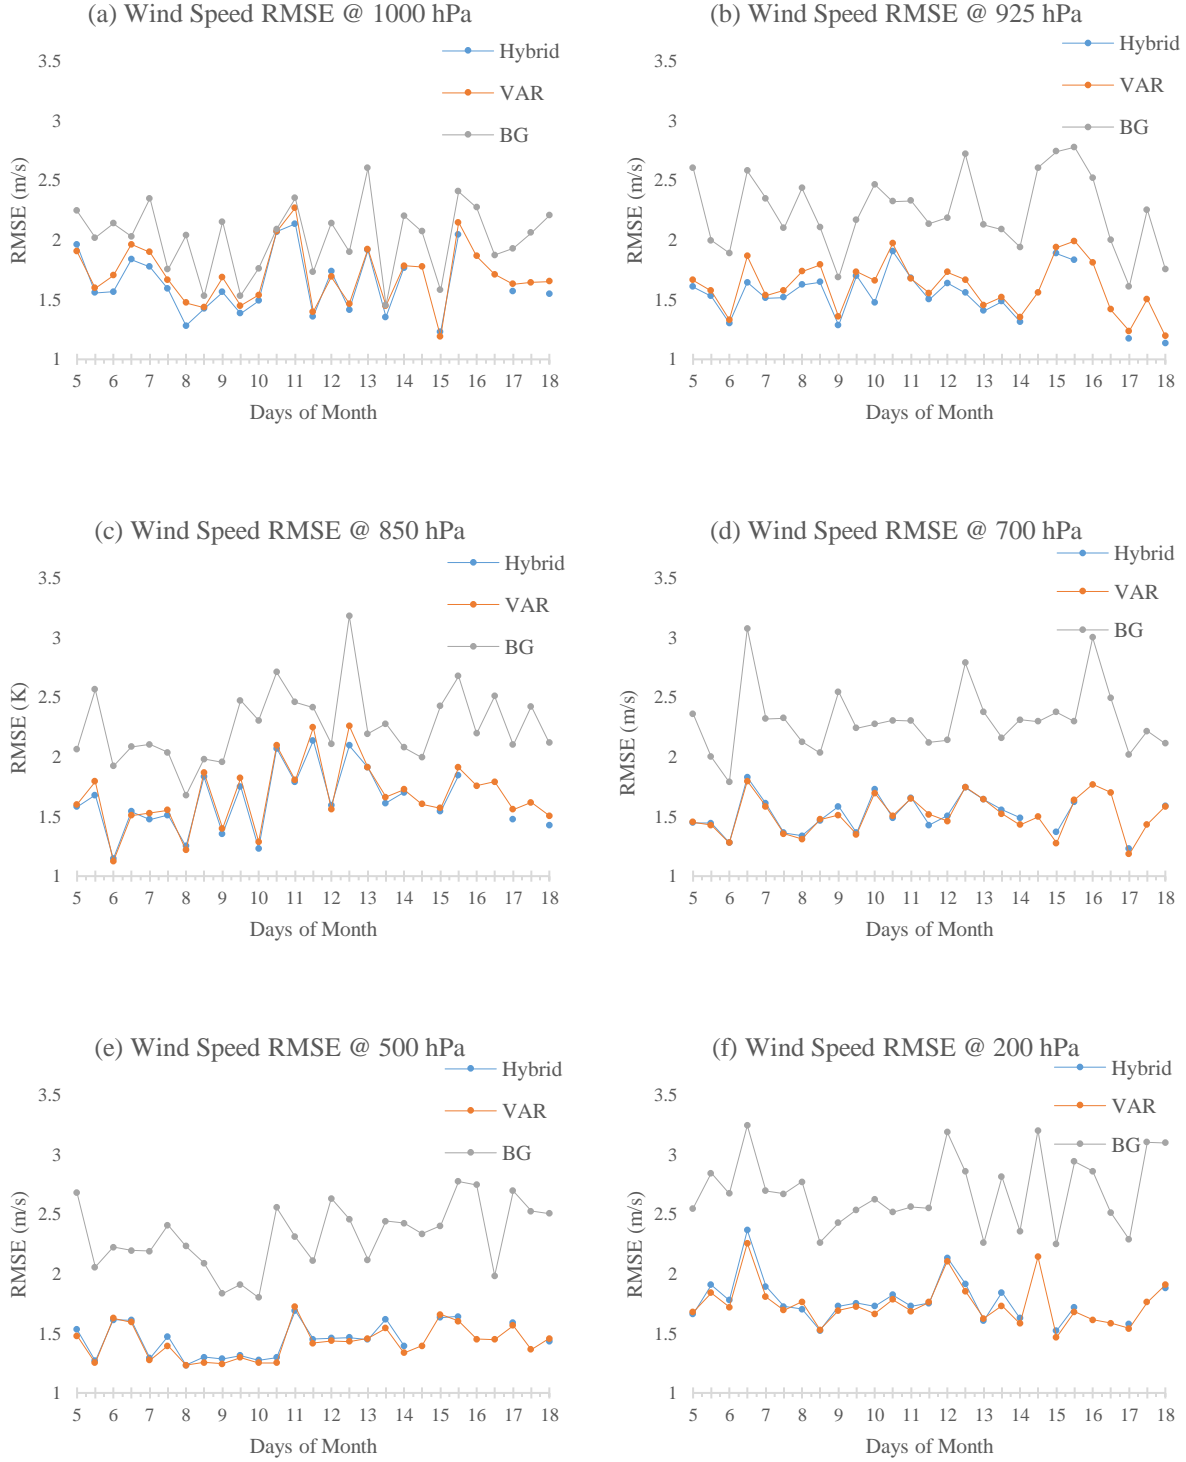 (a) Wind Speed RMSE @ 1000 hPa
Hybrid
VAR
BG
3.5
3
2.5
2
1.5
1
RMSE (m/s)
5 6 7 8 9 10 11 12 13 14 15 16 17 18
Days of Month
(b) Wind Speed RMSE @ 925 hPa
Hybrid
VAR
BG
3.5
3
2.5
2
1.5
1
RMSE (m/s)
5 6 7 8 9 10 11 12 13 14 15 16 17 18
Days of Month
(c) Wind Speed RMSE @ 850 hPa
Hybrid
VAR
BG
3.5
3
2.5
2
1.5
1
RMSE (K)
5 6 7 8 9 10 11 12 13 14 15 16 17 18
Days of Month
(d) Wind Speed RMSE @ 700 hPa
Hybrid
VAR
BG
3.5
3
2.5
2
1.5
1
RMSE (m/s)
5 6 7 8 9 10 11 12 13 14 15 16 17 18
Days of Month
(e) Wind Speed RMSE @ 500 hPa
Hybrid
VAR
BG
3.5
3
2.5
2
1.5
1
RMSE (m/s)
5 6 7 8 9 10 11 12 13 14 15 16 17 18
Days of Month
(f) Wind Speed RMSE @ 200 hPa
Hybrid
VAR
BG
3.5
3
2.5
2
1.5
1
RMSE (m/s)
5 6 7 8 9 10 11 12 13 14 15 16 17 18
Days of Month